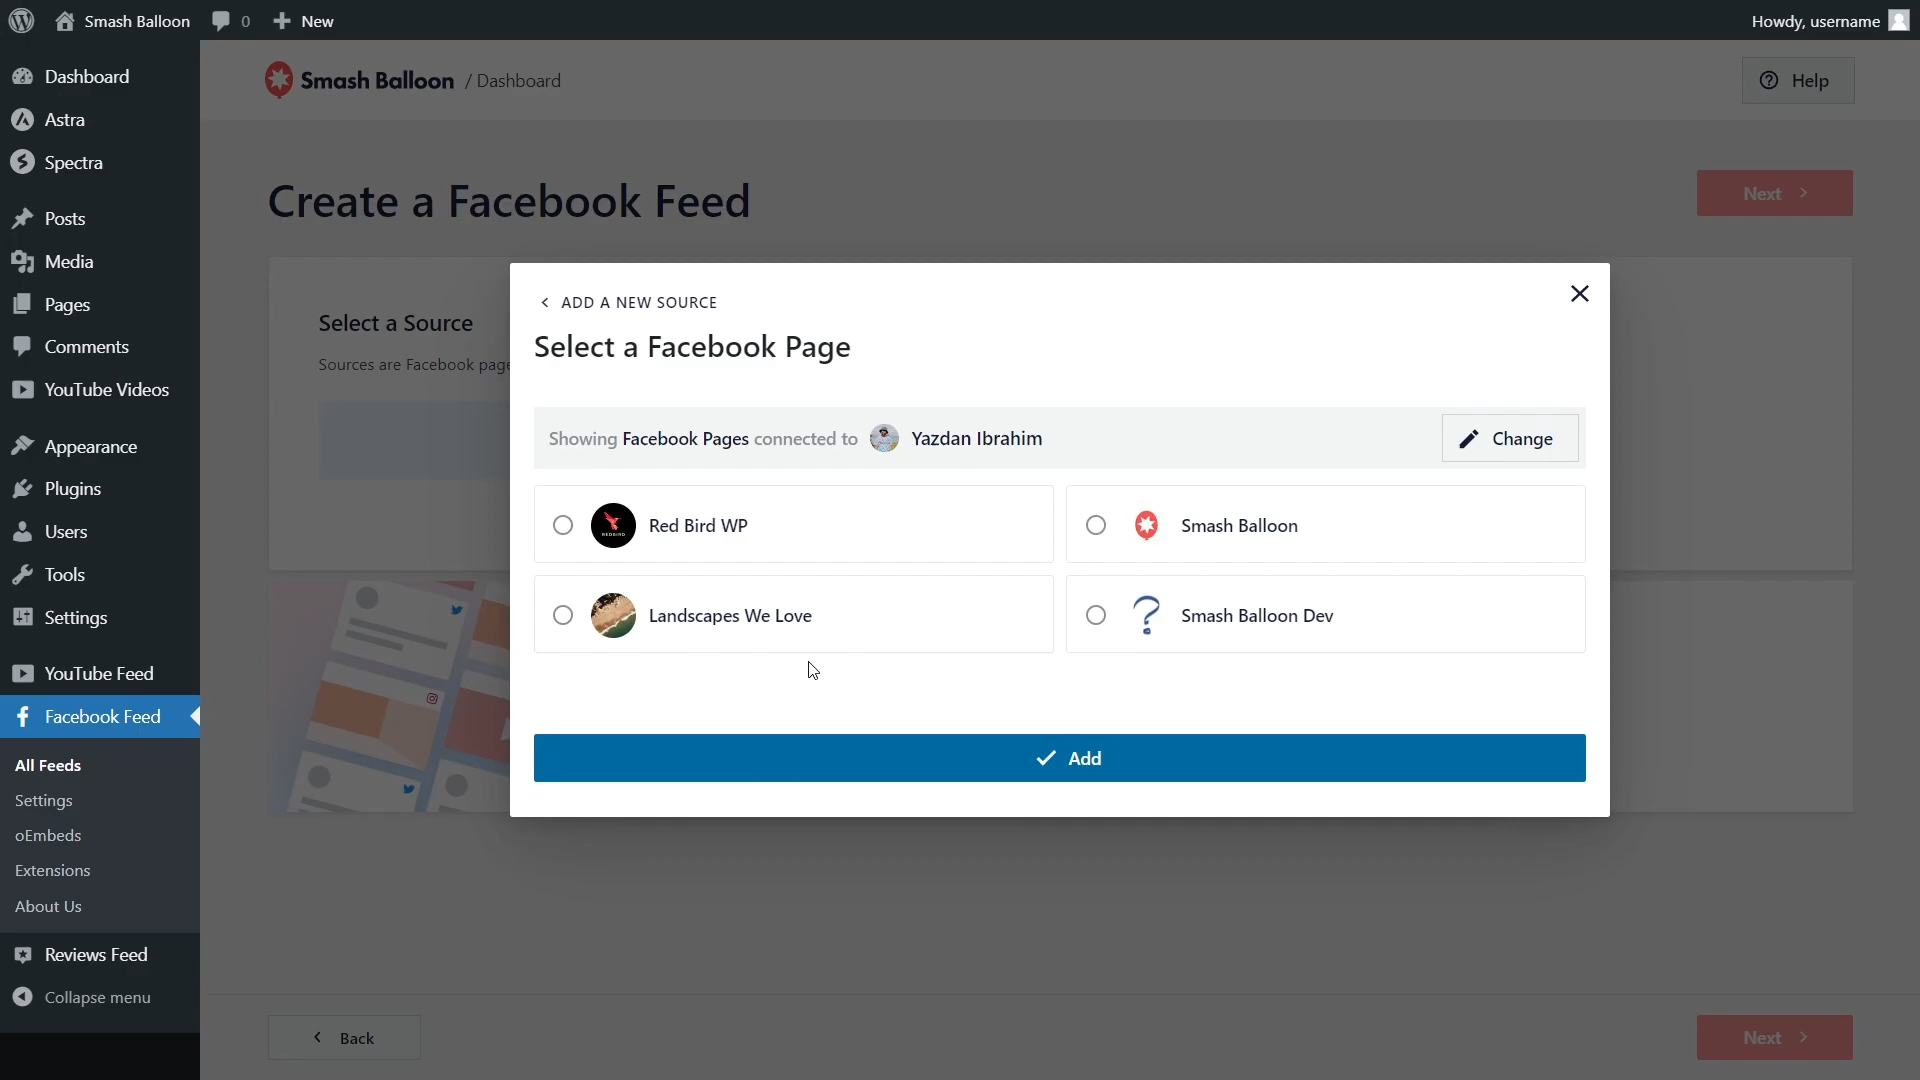 Smash Balloon 0 New Howdy, username
Dashboard
Astra
Spectra
Posts
Media
Pages
Comments
YouTube Videos
Appearance
Plugins
Users
Tools
Settings
YouTube Feed
Facebook Feed
All Feeds
Settings
oEmbeds
Extensions
About Us
Reviews Feed
Collapse menu
Smash Balloon / Dashboard
Help
Create a Facebook Feed
Next
Select a Source
Sources are Facebook page
ADD A NEW SOURCE
Select a Facebook Page
Showing Facebook Pages connected to Yazdan Ibrahim
Change
REDBIRD
Red Bird WP
Smash Balloon
Landscapes We Love
Smash Balloon Dev
Add
Back
Next